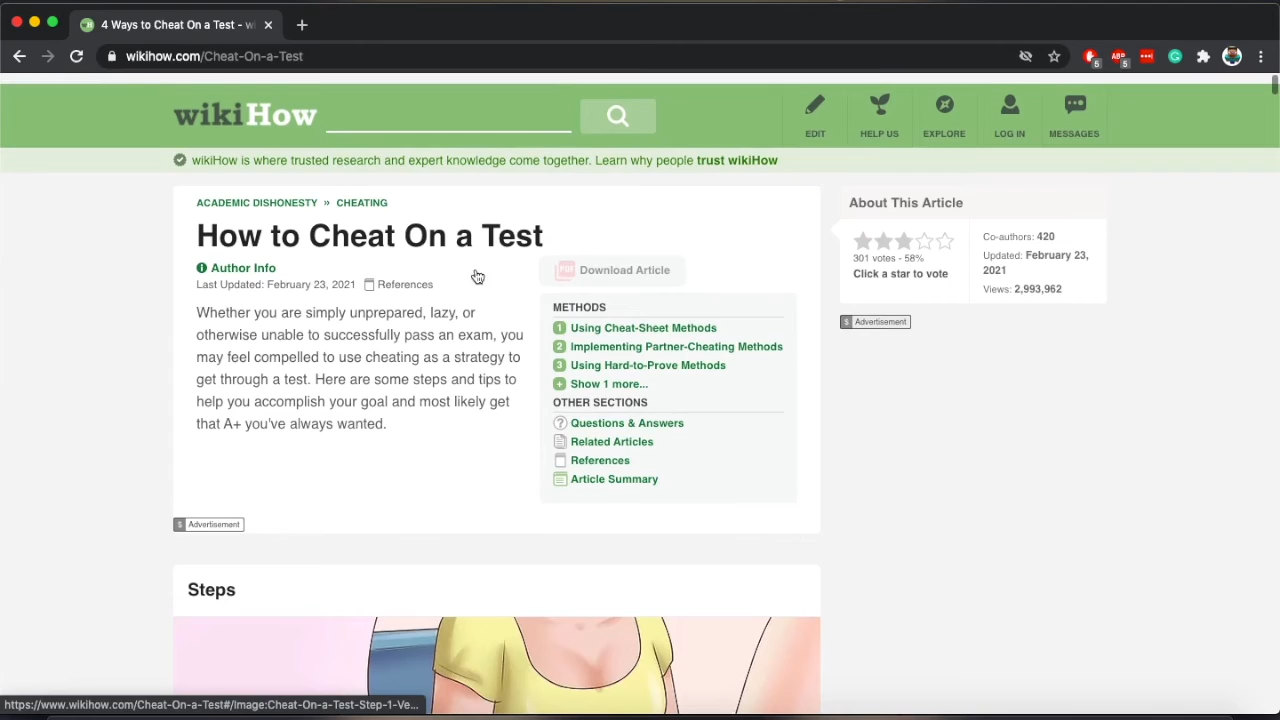 4 Ways to Cheat On a Test - w
wikihow.com/Cheat-On-a-Test
5
ABP
5
wikiHow
EDIT
HELP US
EXPLORE
LOG IN
MESSAGES
wikiHow is where trusted research and expert knowledge come together. Learn why people trust wikiHow
ACADEMIC DISHONESTY » CHEATING
How to Cheat On a Test
Author Info
Last Updated: February 23, 2021 References
PDF Download Article
Whether you are simply unprepared, lazy, or
otherwise unable to successfully pass an exam, you
may feel compelled to use cheating as a strategy to
get through a test. Here are some steps and tips to
help you accomplish your goal and most likely get
that A+ you've always wanted.
METHODS
1 Using Cheat-Sheet Methods
2 Implementing Partner-Cheating Methods
3 Using Hard-to-Prove Methods
+ Show 1 more...
OTHER SECTIONS
? Questions & Answers
Related Articles
References
Article Summary
$ Advertisement
About This Article
301 votes - 58%
Click a star to vote
Co-authors: 420
Updated: February 23,
2021
Views: 2,993,962
$ Advertisement
Steps
https://www.wikihow.com/Cheat-On-a-Test#/Image:Cheat-On-a-Test-Step-1-Ve...